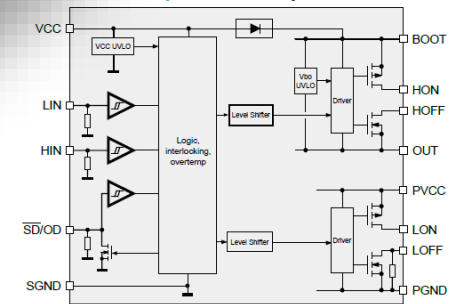 VCC
VCC UVLO
LIN
HIN
SD/OD
SGND
Logic,
interlocking,
overtemp
Level Shifter
Level Shifter
Vbo
UVLO
Driver
Driver
BOOT
HON
HOFF
OUT
PVCC
LON
LOFF
PGND